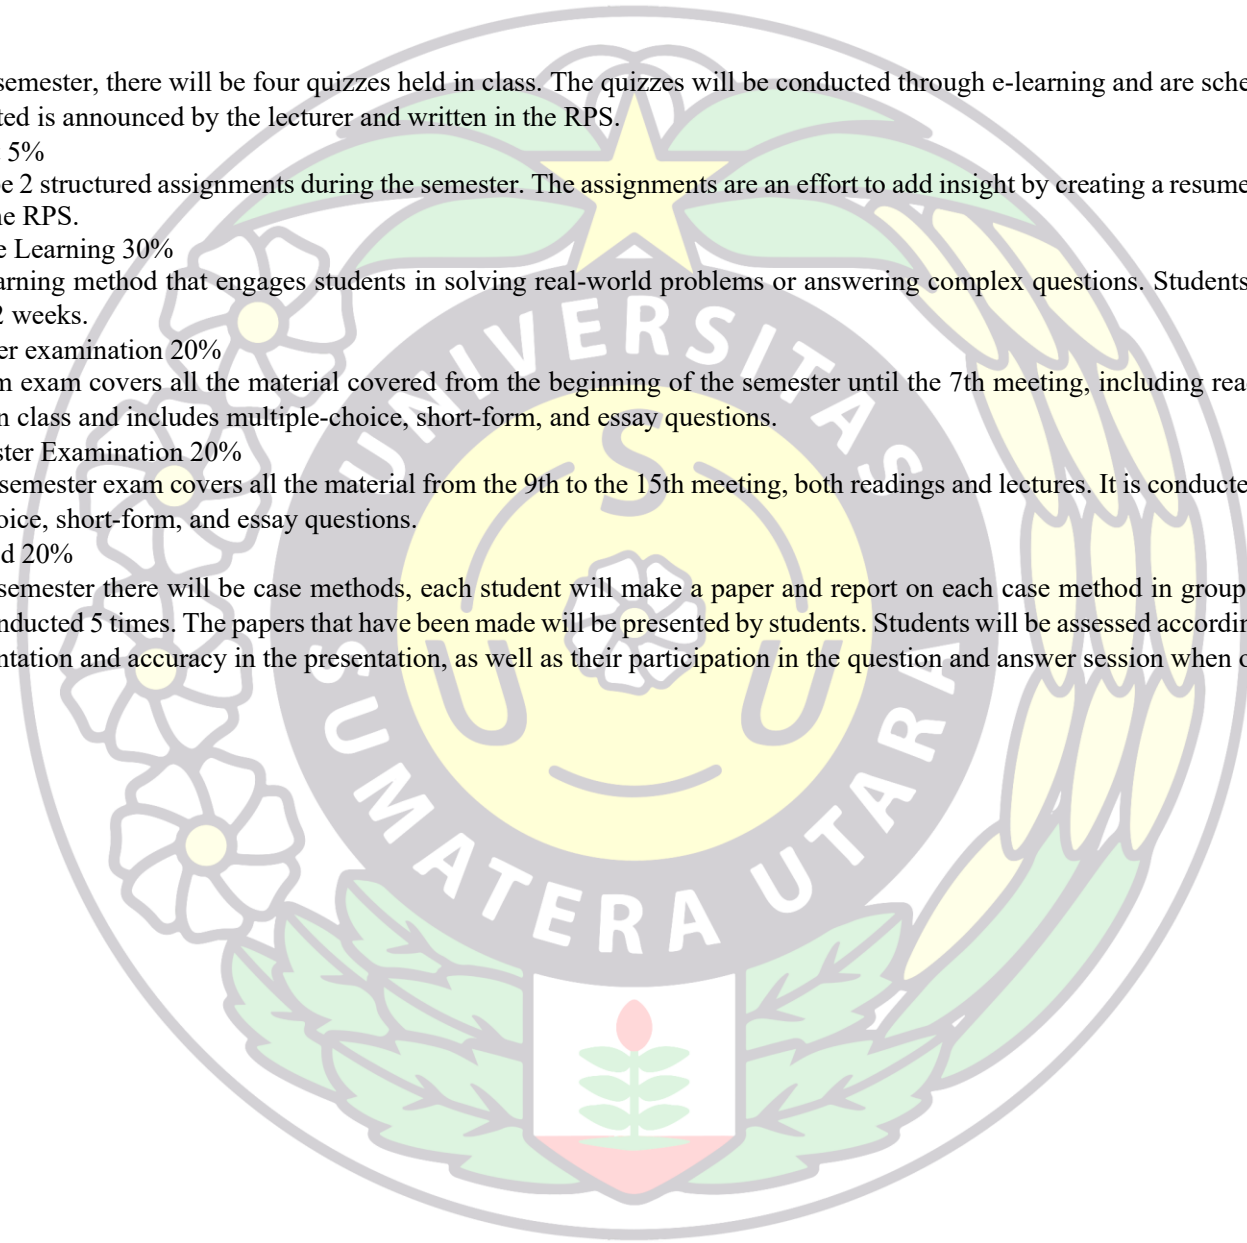 semester, there will be four quizzes held in class. The quizzes will be conducted through e-learning and are sche
ted is announced by the lecturer and written in the RPS.
5%
e 2 structured assignments during the semester. The assignments are an effort to add insight by creating a resume
ne RPS.
e Learning 30%
arning method that engages students in solving real-world problems or answering complex questions. Students
2 weeks.
er examination 20%
m exam covers all the material covered from the beginning of the semester until the 7th meeting, including rea
n class and includes multiple-choice, short-form, and essay questions.
ster Examination 20%
semester exam covers all the material from the 9th to the 15th meeting, both readings and lectures. It is conducte
oice, short-form, and essay questions.
d 20%
semester there will be case methods, each student will make a paper and report on each case method in group
nducted 5 times. The papers that have been made will be presented by students. Students will be assessed accordin
ntation and accuracy in the presentation, as well as their participation in the question and answer session when o
UNIVERSITAS
SUMATERA UTARA
U S U